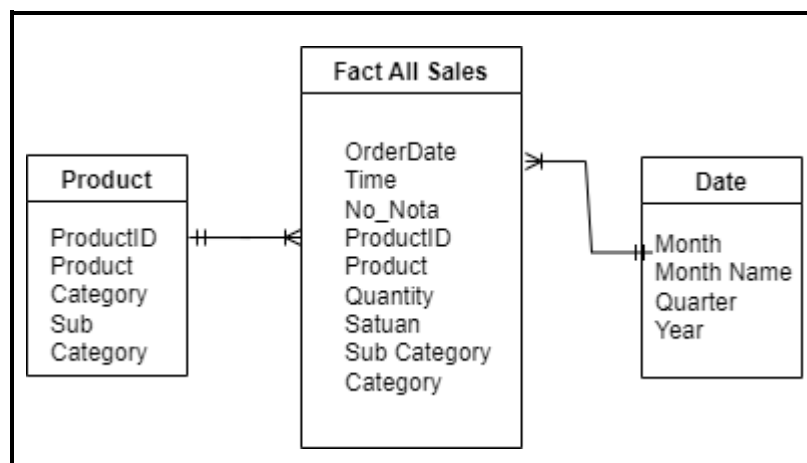 Product
ProductID
Product
Category
Sub
Category
Fact All Sales
OrderDate
Time
No_Nota
ProductID
Product
Quantity
Satuan
Sub Category
Category
Date
Month
Month Name
Quarter
Year